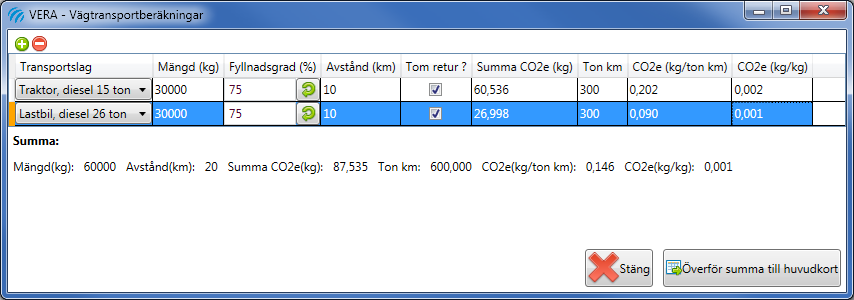 VERA - Vägtransportberäkningar
Transportslag Mängd (kg) Fyllnadsgrad (%) Avstånd (km) Tom retur ? Summa CO2e (kg) Ton km CO2e (kg/ton km) CO2e (kg/kg)
Traktor, diesel 15 ton 30000 75 10 60,536 300 0,202 0,002
Lastbil, diesel 26 ton 30000 75 10 26,998 300 0,090 0,001
Summa:
Mängd(kg): 60000 Avstånd(km): 20 Summa CO2e(kg): 87,535 Ton km: 600,000 CO2e(kg/ton km): 0,146 CO2e(kg/kg): 0,001
Stäng Överför summa till huvudkort